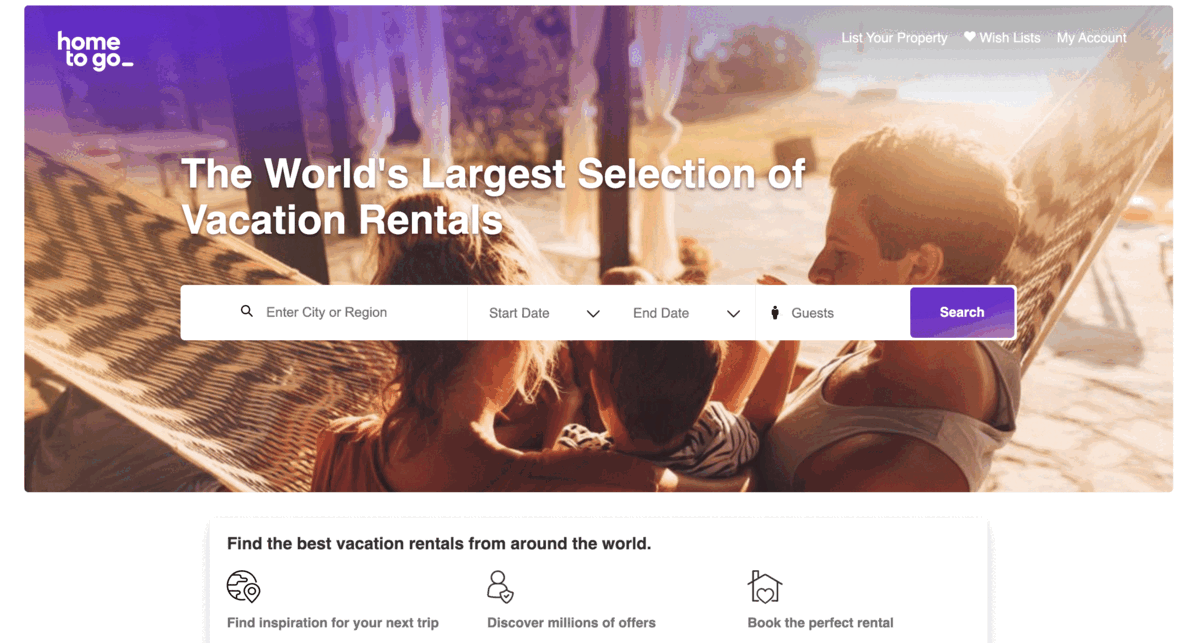 home
to go_
List Your Property
Wish Lists
My Account
The World's Largest Selection of
Vacation Rentals
Enter City or Region
Start Date
End Date
Guests
Search
Find the best vacation rentals from around the world.
Find inspiration for your next trip
Discover millions of offers
Book the perfect rental